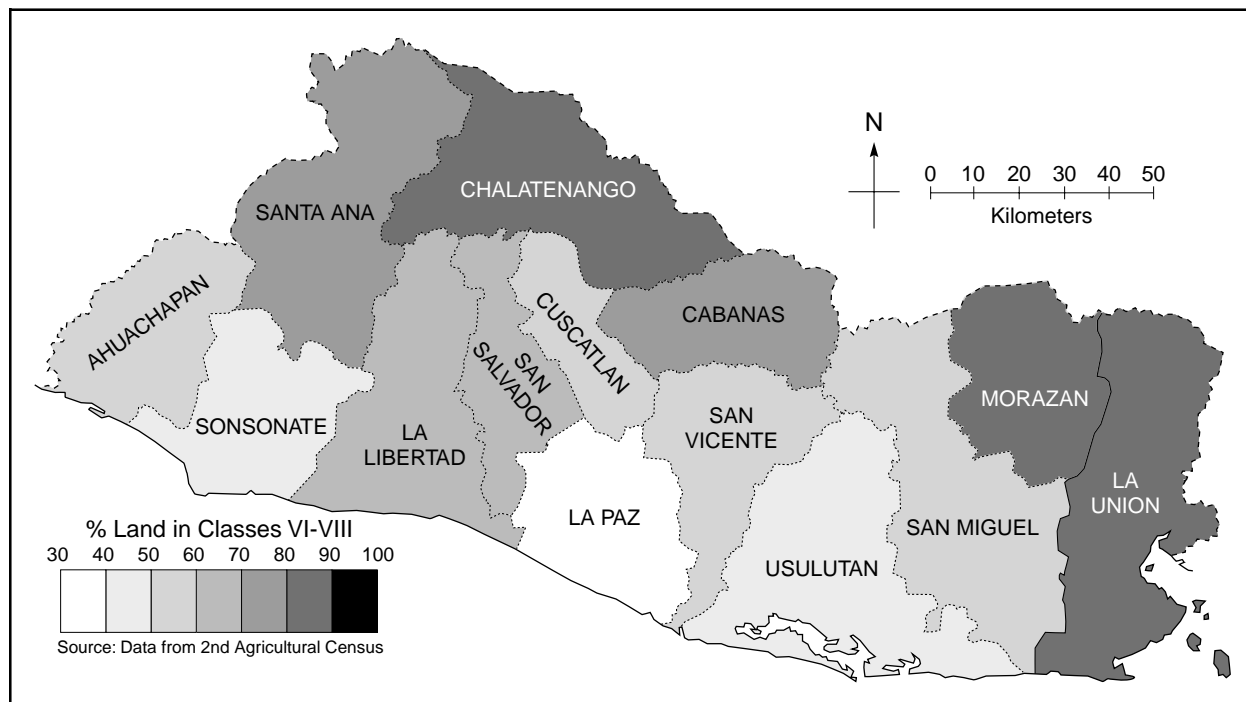 N
CHALATENANGO
0 10 20 30 40 50
Kilometers
SANTA ANA
AHUACHAPAN
CUSCATLAN
CABANAS
SAN
SALVADOR
MORAZAN
SONSONATE
LA
LIBERTAD
SAN
VICENTE
LA
UNION
LA PAZ
SAN MIGUEL
USULUTAN
% Land in Classes VI-VIII
30 40 50 60 70 80 90 100
Source: Data from 2nd Agricultural Census